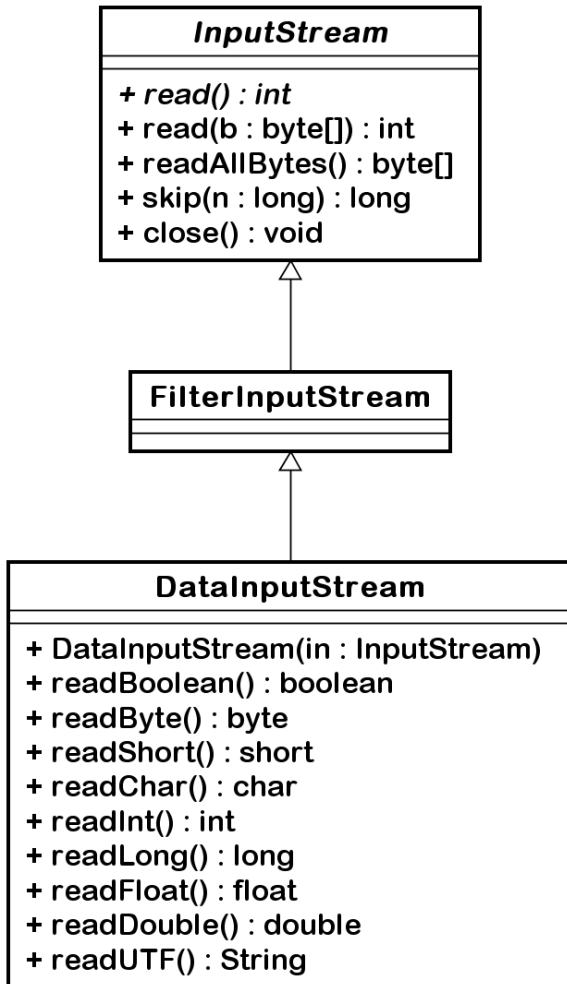 InputStream
+ read() : int
+ read(b : byte[]) : int
+ readAllBytes() : byte[]
+ skip(n : long) : long
+ close() : void
FilterInputStream
DataInputStream
+ DataInputStream(in : InputStream)
+ readBoolean() : boolean
+ readByte() : byte
+ readShort() : short
+ readChar() : char
+ readInt() : int
+ readLong() : long
+ readFloat() : float
+ readDouble() : double
+ readUTF() : String